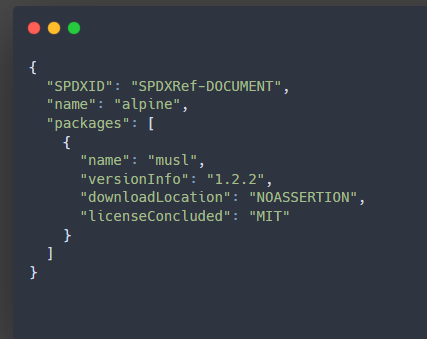 {
  "SPDXID": "SPDXRef-DOCUMENT",
  "name": "alpine",
  "packages": [
    {
      "name": "musl",
      "versionInfo": "1.2.2",
      "downloadLocation": "NOASSERTION",
      "licenseConcluded": "MIT"
    }
  ]
}